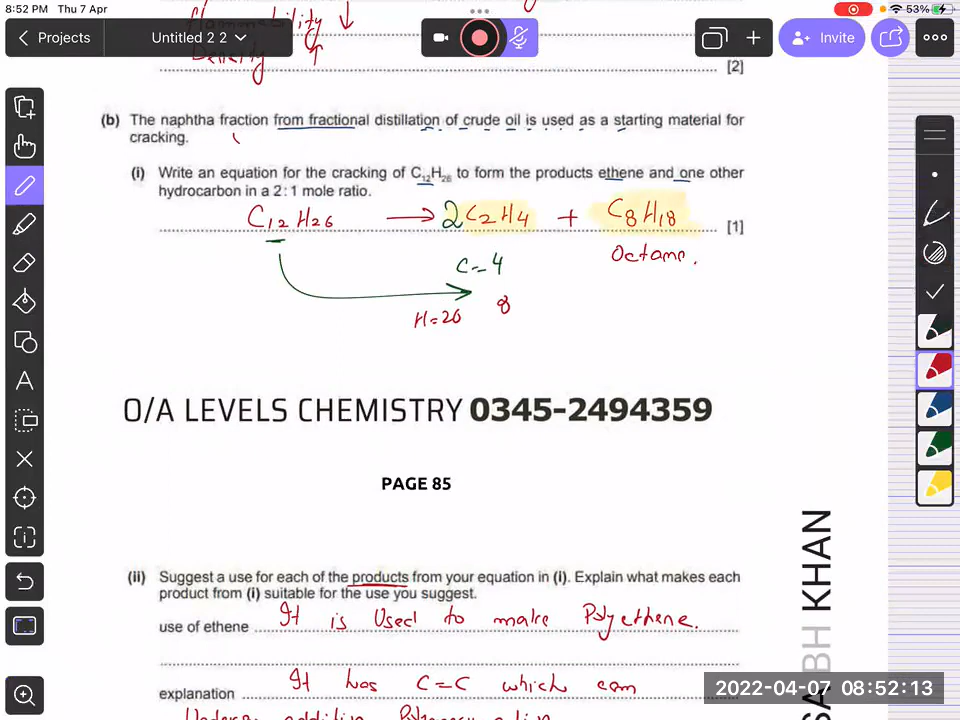 8:52 PM Thu 7 Apr
53%
Projects
Untitled 2 2
Invite
Flammability ↓
Density ↑
[2]
(b) The naphtha fraction from fractional distillation of crude oil is used as a starting material for
cracking.
(i) Write an equation for the cracking of C₁₂H₂₆ to form the products ethene and one other
hydrocarbon in a 2:1 mole ratio.
C₁₂H₂₆ → 2C₂H₄ + C₈H₁₈
[1]
Octane.
C=4
8
H=26
O/A LEVELS CHEMISTRY 0345-2494359
PAGE 85
(ii) Suggest a use for each of the products from your equation in (i). Explain what makes each
product from (i) suitable for the use you suggest.
use of ethene It is Used to make Polyethene.
explanation It has C=C which can
Undergo addition Polymerization
KHAN
2022-04-07 08:52:13